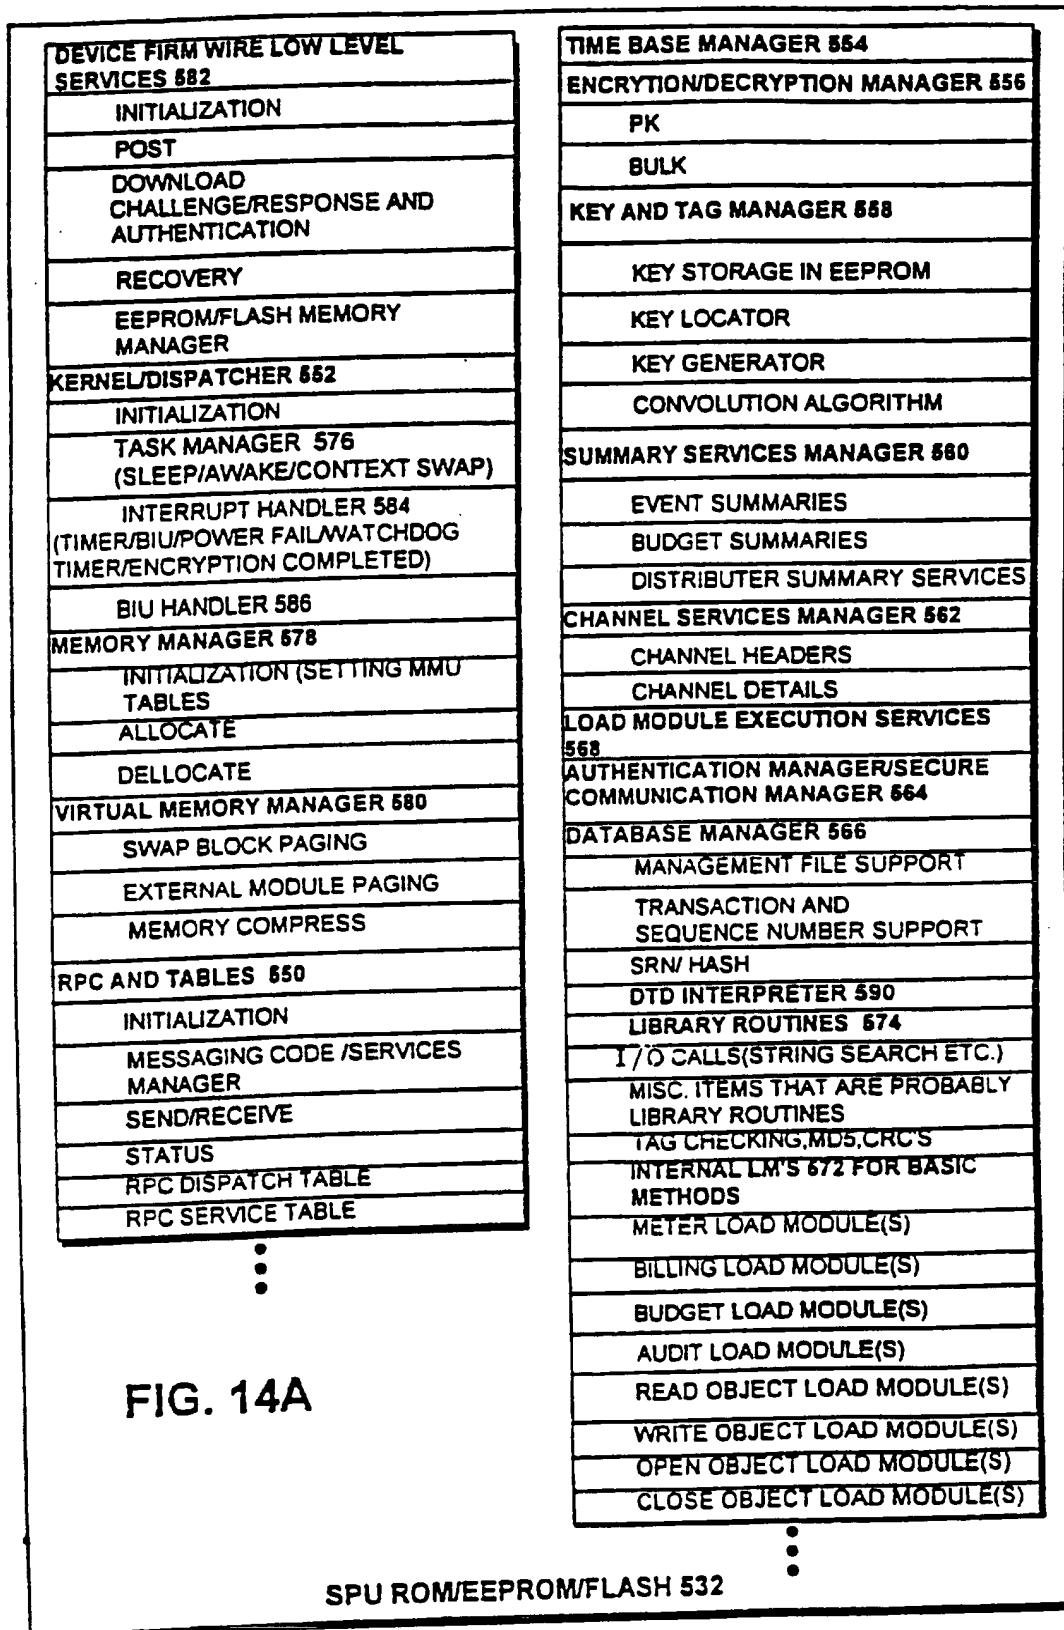 DEVICE FIRM WIRE LOW LEVEL
SERVICES 582
INITIALIZATION
POST
DOWNLOAD
CHALLENGE/RESPONSE AND
AUTHENTICATION
RECOVERY
EEPROM/FLASH MEMORY
MANAGER
KERNEL/DISPATCHER 552
INITIALIZATION
TASK MANAGER 576
(SLEEP/AWAKE/CONTEXT SWAP)
INTERRUPT HANDLER 584
(TIMER/BIU/POWER FAIL/WATCHDOG
TIMER/ENCRYPTION COMPLETED)
BIU HANDLER 586
MEMORY MANAGER 578
INITIALIZATION (SETTING MMU
TABLES
ALLOCATE
DELLOCATE
VIRTUAL MEMORY MANAGER 580
SWAP BLOCK PAGING
EXTERNAL MODULE PAGING
MEMORY COMPRESS
RPC AND TABLES 550
INITIALIZATION
MESSAGING CODE /SERVICES
MANAGER
SEND/RECEIVE
STATUS
RPC DISPATCH TABLE
RPC SERVICE TABLE
TIME BASE MANAGER 554
ENCRYTION/DECRYPTION MANAGER 556
PK
BULK
KEY AND TAG MANAGER 558
KEY STORAGE IN EEPROM
KEY LOCATOR
KEY GENERATOR
CONVOLUTION ALGORITHM
SUMMARY SERVICES MANAGER 560
EVENT SUMMARIES
BUDGET SUMMARIES
DISTRIBUTER SUMMARY SERVICES
CHANNEL SERVICES MANAGER 562
CHANNEL HEADERS
CHANNEL DETAILS
LOAD MODULE EXECUTION SERVICES
568
AUTHENTICATION MANAGER/SECURE
COMMUNICATION MANAGER 564
DATABASE MANAGER 566
MANAGEMENT FILE SUPPORT
TRANSACTION AND
SEQUENCE NUMBER SUPPORT
SRN/ HASH
DTD INTERPRETER 590
LIBRARY ROUTINES 574
I/O CALLS(STRING SEARCH ETC.)
MISC. ITEMS THAT ARE PROBABLY
LIBRARY ROUTINES
TAG CHECKING,MD5,CRC'S
INTERNAL LM'S 572 FOR BASIC
METHODS
METER LOAD MODULE(S)
BILLING LOAD MODULE(S)
BUDGET LOAD MODULE(S)
AUDIT LOAD MODULE(S)
READ OBJECT LOAD MODULE(S)
WRITE OBJECT LOAD MODULE(S)
OPEN OBJECT LOAD MODULE(S)
CLOSE OBJECT LOAD MODULE(S)
FIG. 14A
SPU ROM/EEPROM/FLASH 532